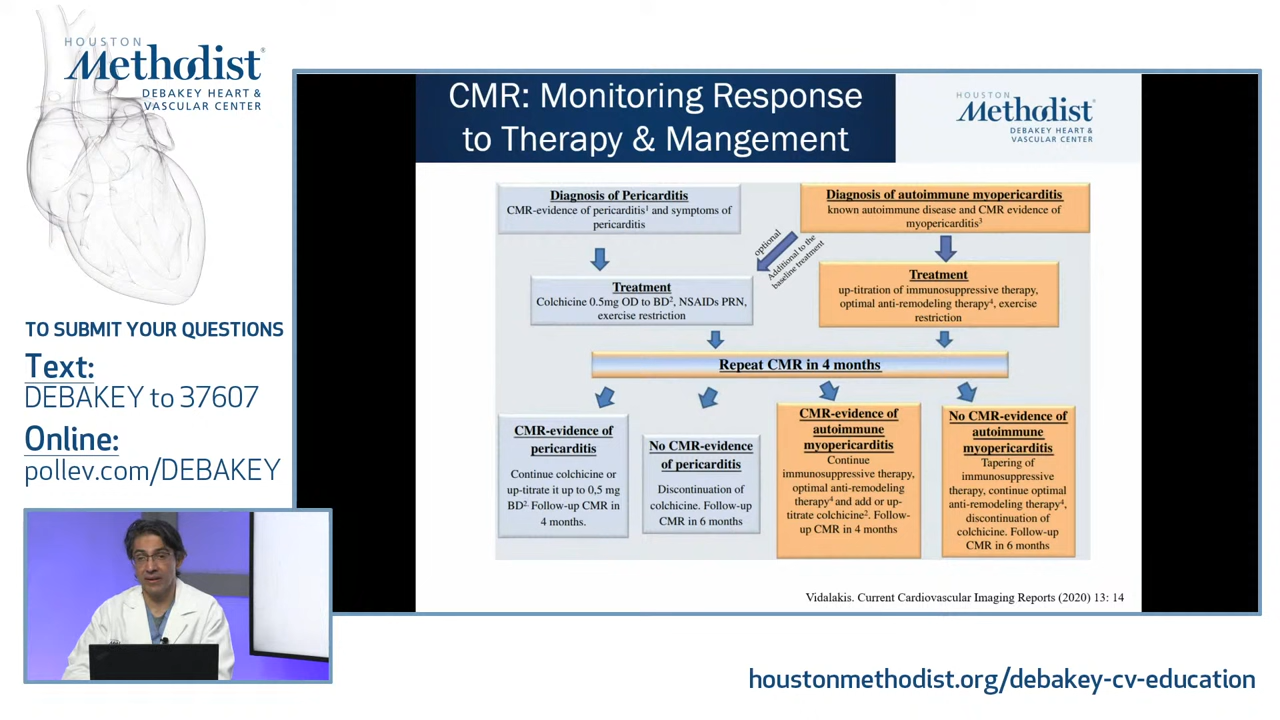 HOUSTON
Methodist®
DEBAKEY HEART &
VASCULAR CENTER
TO SUBMIT YOUR QUESTIONS
Text:
DEBAKEY to 37607
Online:
pollev.com/DEBAKEY
CMR: Monitoring Response
to Therapy & Mangement
HOUSTON
Methodist®
DEBAKEY HEART &
VASCULAR CENTER
Diagnosis of Pericarditis
CMR-evidence of pericarditis¹ and symptoms of
pericarditis
Diagnosis of autoimmune myopericarditis
known autoimmune disease and CMR evidence of
myopericarditis³
optional
Additional to the
baseline treatment
Treatment
Colchicine 0.5mg OD to BD², NSAIDs PRN,
exercise restriction
Treatment
up-titration of immunosuppressive therapy,
optimal anti-remodeling therapy⁴, exercise
restriction
Repeat CMR in 4 months
CMR-evidence of
pericarditis
Continue colchicine or
up-titrate it up to 0,5 mg
BD². Follow-up CMR in
4 months.
No CMR-evidence
of pericarditis
Discontinuation of
colchicine. Follow-up
CMR in 6 months
CMR-evidence of
autoimmune
myopericarditis
Continue
immunosuppressive therapy,
optimal anti-remodeling
therapy⁴ and add or up-
titrate colchicine². Follow-
up CMR in 4 months
No CMR-evidence of
autoimmune
myopericarditis
Tapering of
immunosuppressive
therapy, continue optimal
anti-remodeling therapy⁴,
discontinuation of
colchicine. Follow-up
CMR in 6 months
Vidalakis. Current Cardiovascular Imaging Reports (2020) 13: 14
houstonmethodist.org/debakey-cv-education